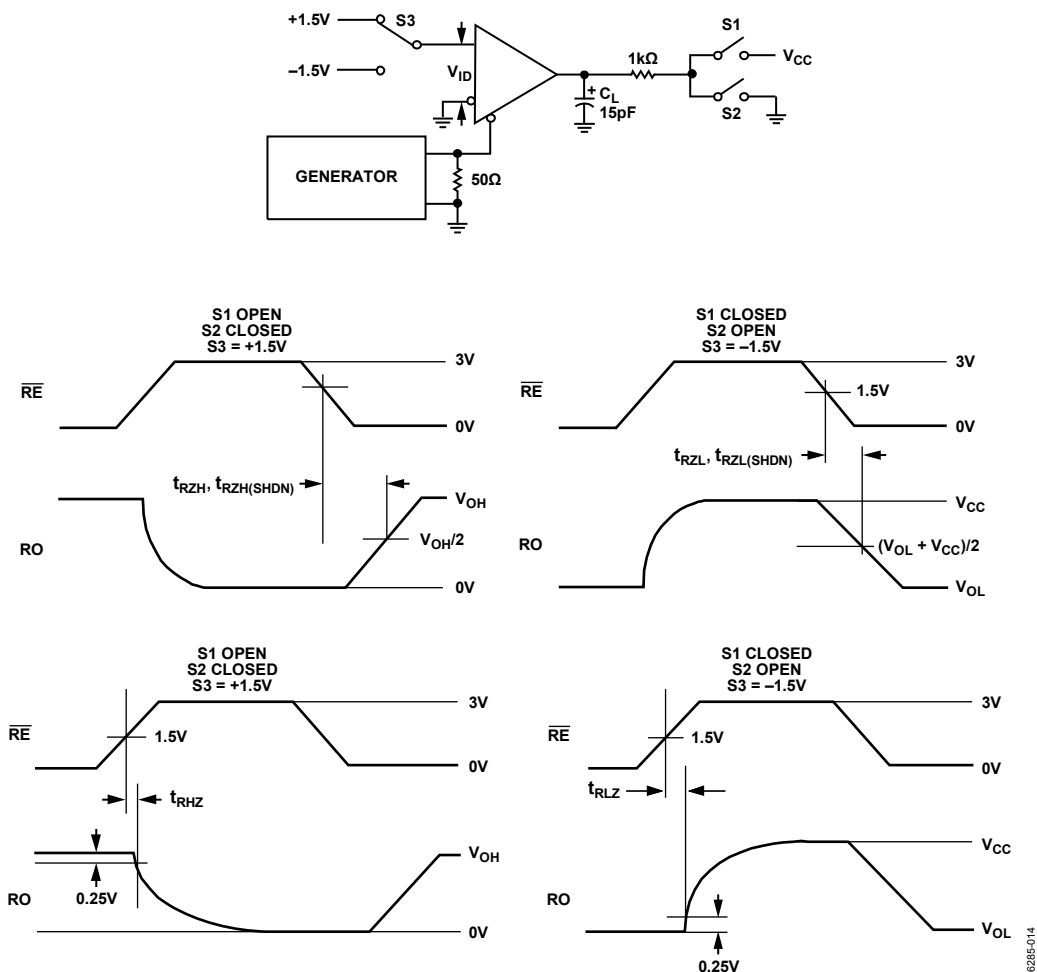 +1.5V
S3
S1
–1.5V
V_ID
1kΩ
V_CC
+ C_L
15pF
S2
GENERATOR
50Ω
S1 OPEN
S2 CLOSED
S3 = +1.5V
RE
3V
0V
t_RZH, t_RZH(SHDN)
RO
V_OH
V_OH/2
0V
S1 CLOSED
S2 OPEN
S3 = –1.5V
RE
3V
1.5V
0V
t_RZL, t_RZL(SHDN)
RO
V_CC
(V_OL + V_CC)/2
V_OL
S1 OPEN
S2 CLOSED
S3 = +1.5V
RE
3V
1.5V
0V
t_RHZ
RO
0.25V
V_OH
0V
S1 CLOSED
S2 OPEN
S3 = –1.5V
RE
3V
1.5V
0V
t_RLZ
RO
V_CC
V_OL
0.25V
6285-014